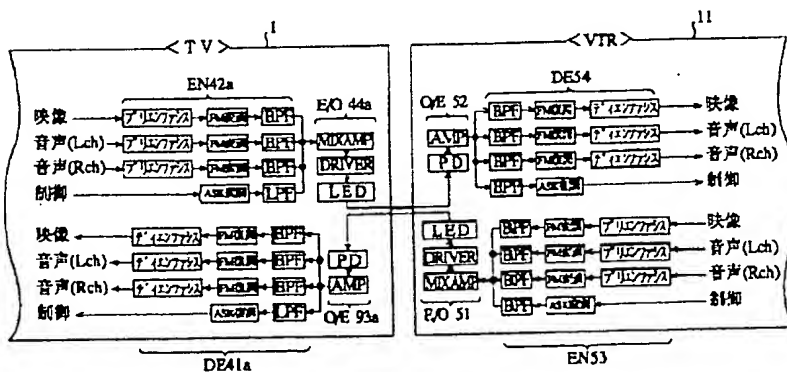 <TV>
1
EN42a
E/O 44a
映像 プリエンファシス BPF
音声(Lch) プリエンファシス BPF MIXAMP
音声(Rch) プリエンファシス BPF DRIVER
制御 LPF LED
映像 ディエンファシス BPF
音声(Lch) ディエンファシス BPF PD
音声(Rch) ディエンファシス BPF AMP
制御 LPF
O/E 93a
DE41a
<VTR>
11
DE54
O/E 52
BPF ディエンファシス 映像
AMP BPF ディエンファシス 音声(Lch)
PD BPF ディエンファシス 音声(Rch)
BPF 制御
LED BPF プリエンファシス 映像
DRIVER BPF プリエンファシス 音声(Lch)
MIXAMP BPF プリエンファシス 音声(Rch)
BPF 制御
E/O 51
EN53